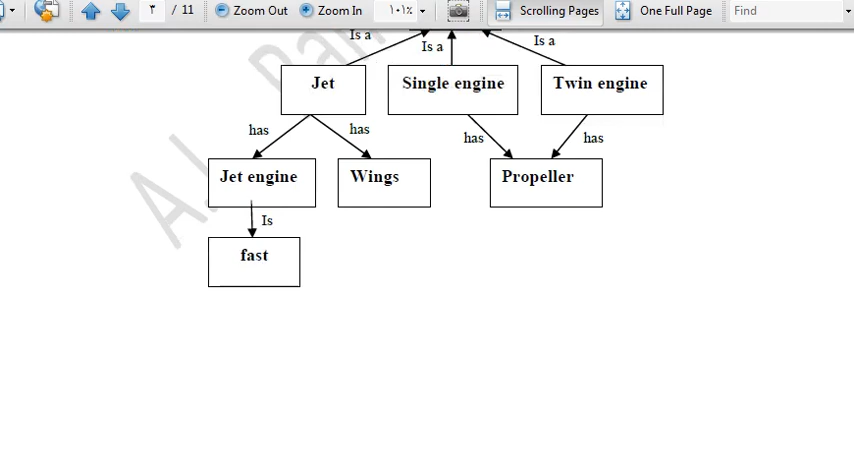 ٣ / 11 Zoom Out Zoom In ١٠١% Scrolling Pages One Full Page Find
Is a Is a Is a
Jet Single engine Twin engine
has has has has
Jet engine Wings Propeller
Is
fast